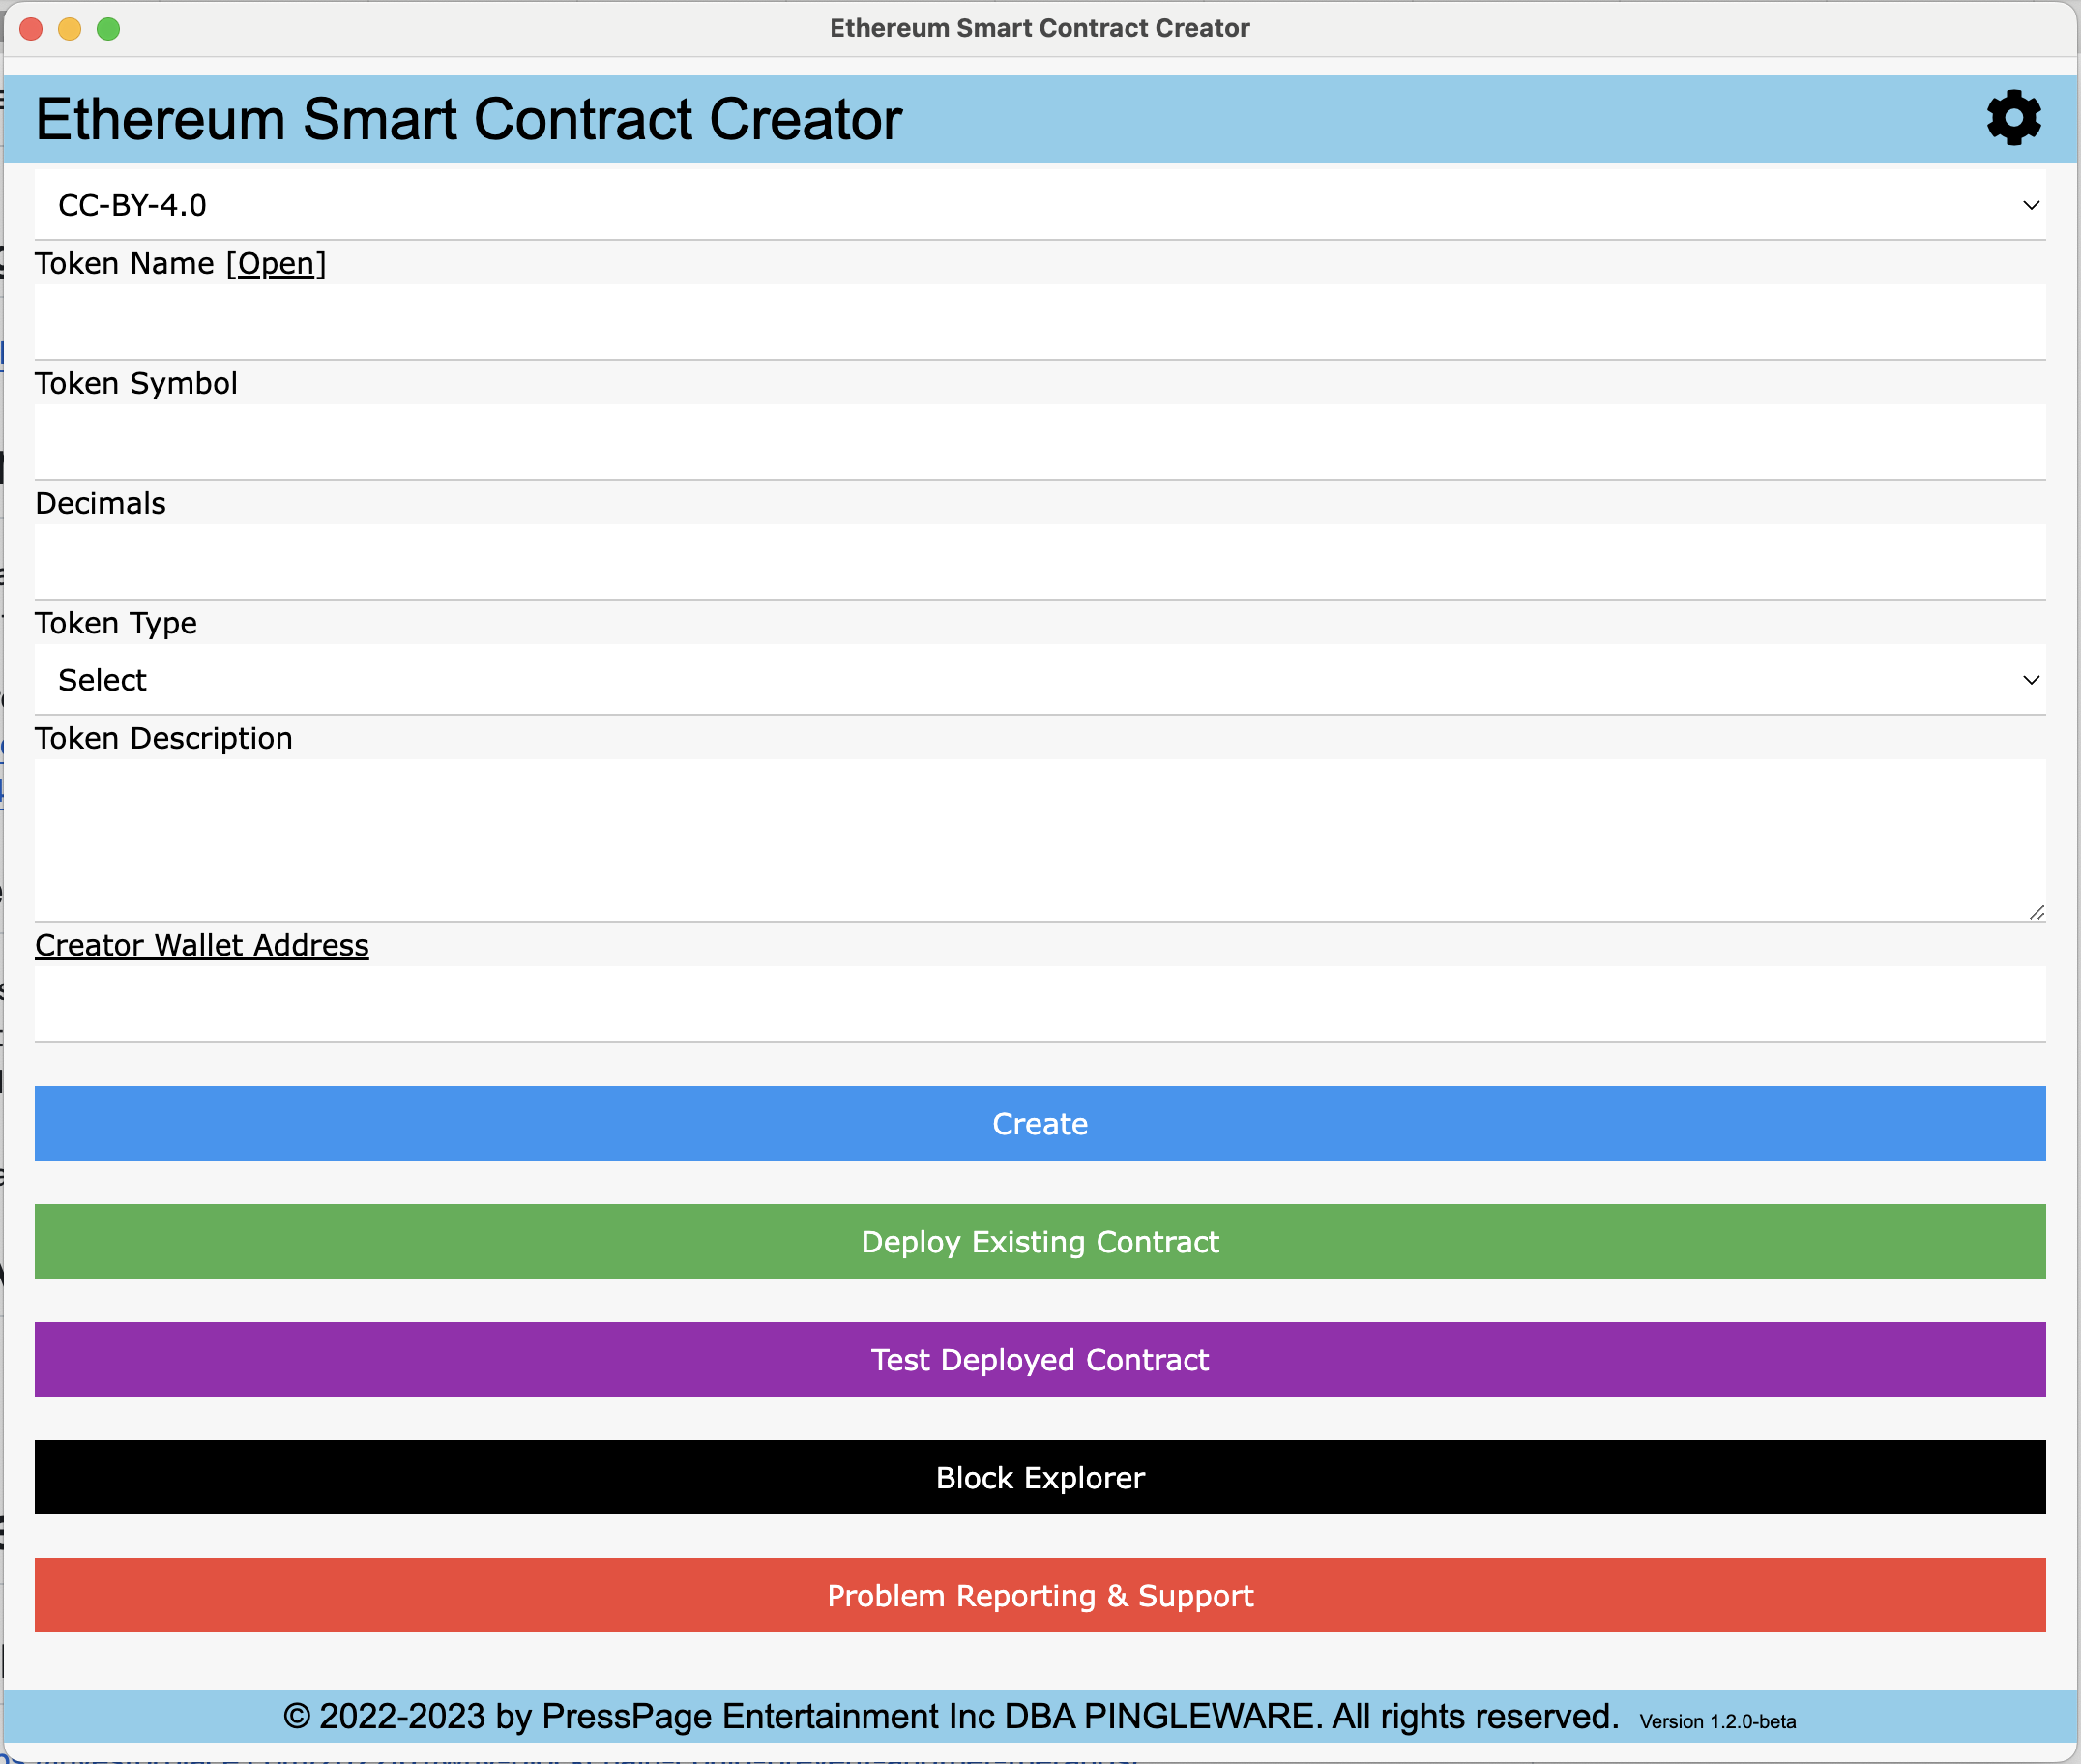 Ethereum Smart Contract Creator
Ethereum Smart Contract Creator
CC-BY-4.0
Token Name [Open]
Token Symbol
Decimals
Token Type
Select
Token Description
Creator Wallet Address
Create
Deploy Existing Contract
Test Deployed Contract
Block Explorer
Problem Reporting & Support
© 2022-2023 by PressPage Entertainment Inc DBA PINGLEWARE. All rights reserved. Version 1.2.0-beta